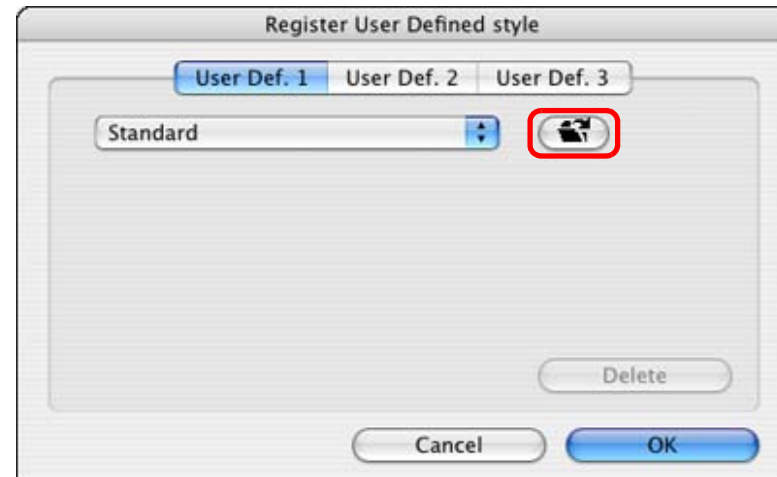 Register User Defined style
User Def. 1 User Def. 2 User Def. 3
Standard
Delete
Cancel OK